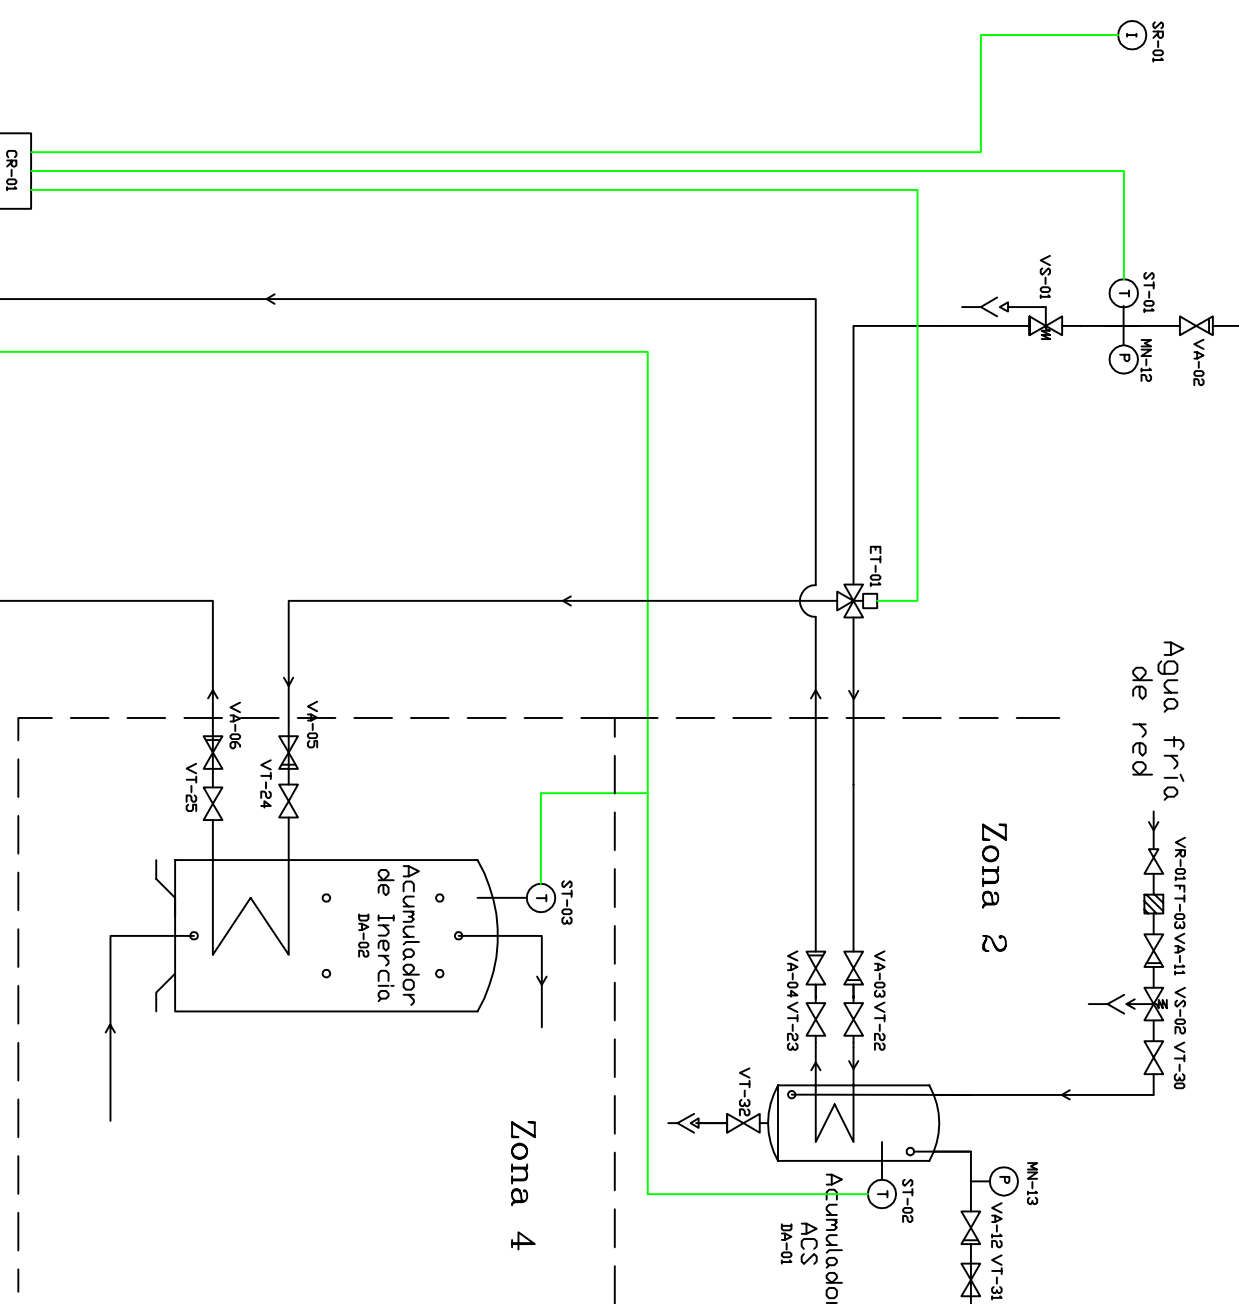 SR-01
I
CR-01
VS-01
ST-01
T
MN-12
P
VA-02
ET-01
Agua fría
de red
VA-06
VA-05
VT-25
VT-24
Zona 2
VR-01
FT-03
VA-11
VS-02
VT-30
Acumulador
de Inercia
DA-02
ST-03
T
VA-04
VT-23
VA-03
VT-22
VT-32
Zona 4
Acumulador
ACS
DA-01
ST-02
T
MN-13
P
VA-12
VT-31